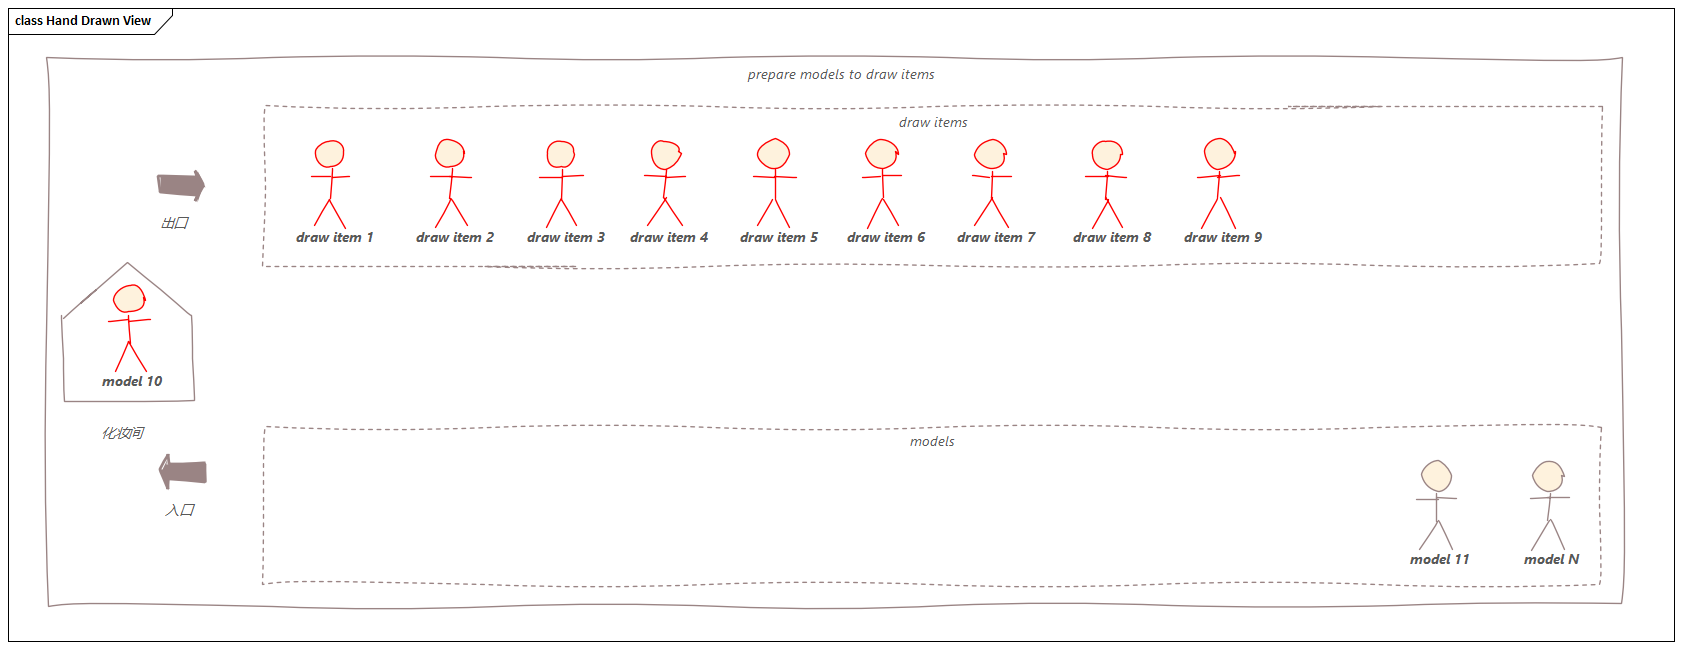 class Hand Drawn View
prepare models to draw items
draw items
draw item 1
draw item 2
draw item 3
draw item 4
draw item 5
draw item 6
draw item 7
draw item 8
draw item 9
出口
model 10
化妆间
models
入口
model 11
model N